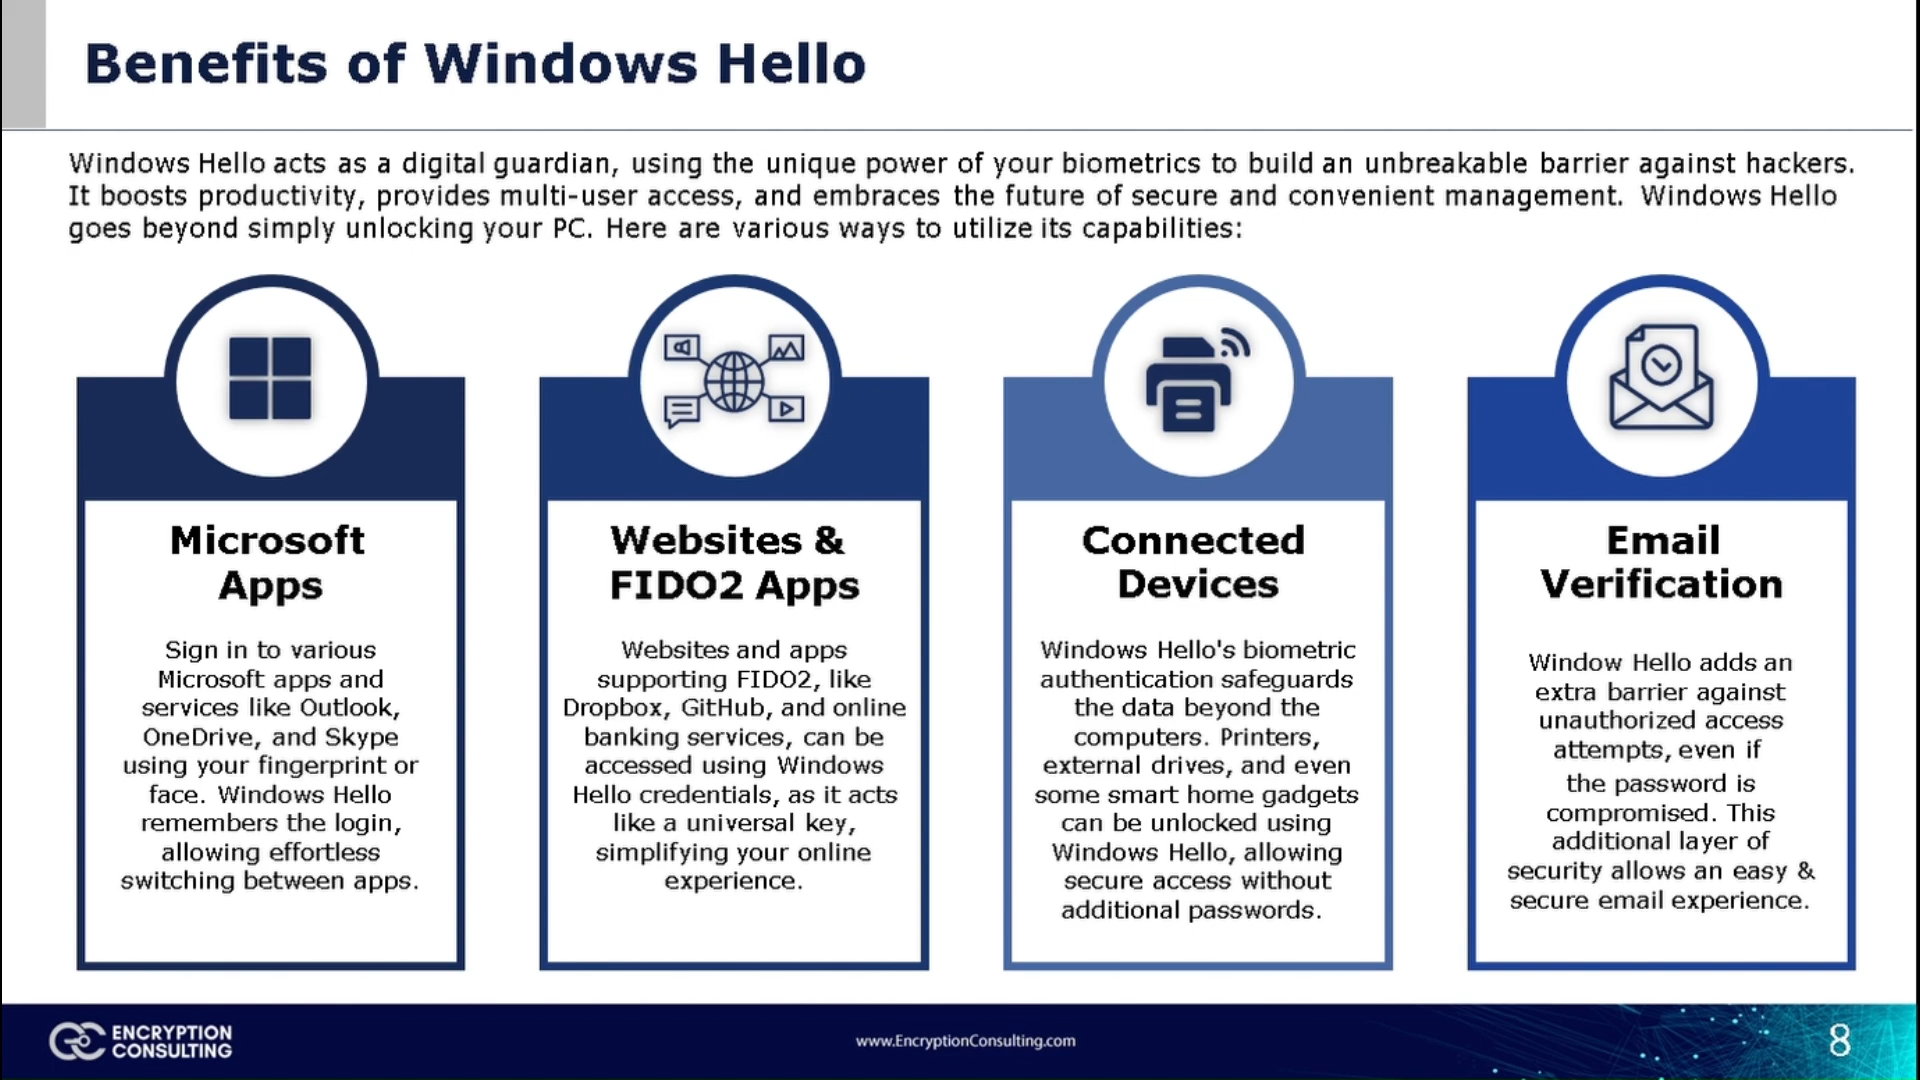 Benefits of Windows Hello
Windows Hello acts as a digital guardian, using the unique power of your biometrics to build an unbreakable barrier against hackers.
It boosts productivity, provides multi-user access, and embraces the future of secure and convenient management. Windows Hello
goes beyond simply unlocking your PC. Here are various ways to utilize its capabilities:
Microsoft
Apps
Sign in to various
Microsoft apps and
services like Outlook,
OneDrive, and Skype
using your fingerprint or
face. Windows Hello
remembers the login,
allowing effortless
switching between apps.
Websites &
FIDO2 Apps
Websites and apps
supporting FIDO2, like
Dropbox, GitHub, and online
banking services, can be
accessed using Windows
Hello credentials, as it acts
like a universal key,
simplifying your online
experience.
Connected
Devices
Windows Hello's biometric
authentication safeguards
the data beyond the
computers. Printers,
external drives, and even
some smart home gadgets
can be unlocked using
Windows Hello, allowing
secure access without
additional passwords.
Email
Verification
Window Hello adds an
extra barrier against
unauthorized access
attempts, even if
the password is
compromised. This
additional layer of
security allows an easy &
secure email experience.
ENCRYPTION
CONSULTING
www.EncryptionConsulting.com
8